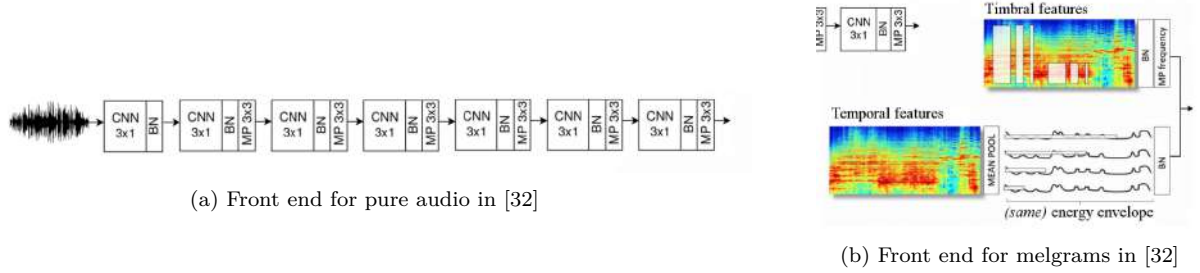 CNN 3x1 BN
CNN 3x1 BN MP 3x3
CNN 3x1 BN MP 3x3
CNN 3x1 BN MP 3x3
CNN 3x1 BN MP 3x3
CNN 3x1 BN MP 3x3
CNN 3x1 BN MP 3x3
(a) Front end for pure audio in [32]
MP 3x3
CNN 3x1 BN MP 3x3
Timbral features
BN
MP frequency
Temporal features
MEAN POOL
BN
(same) energy envelope
(b) Front end for melgrams in [32]